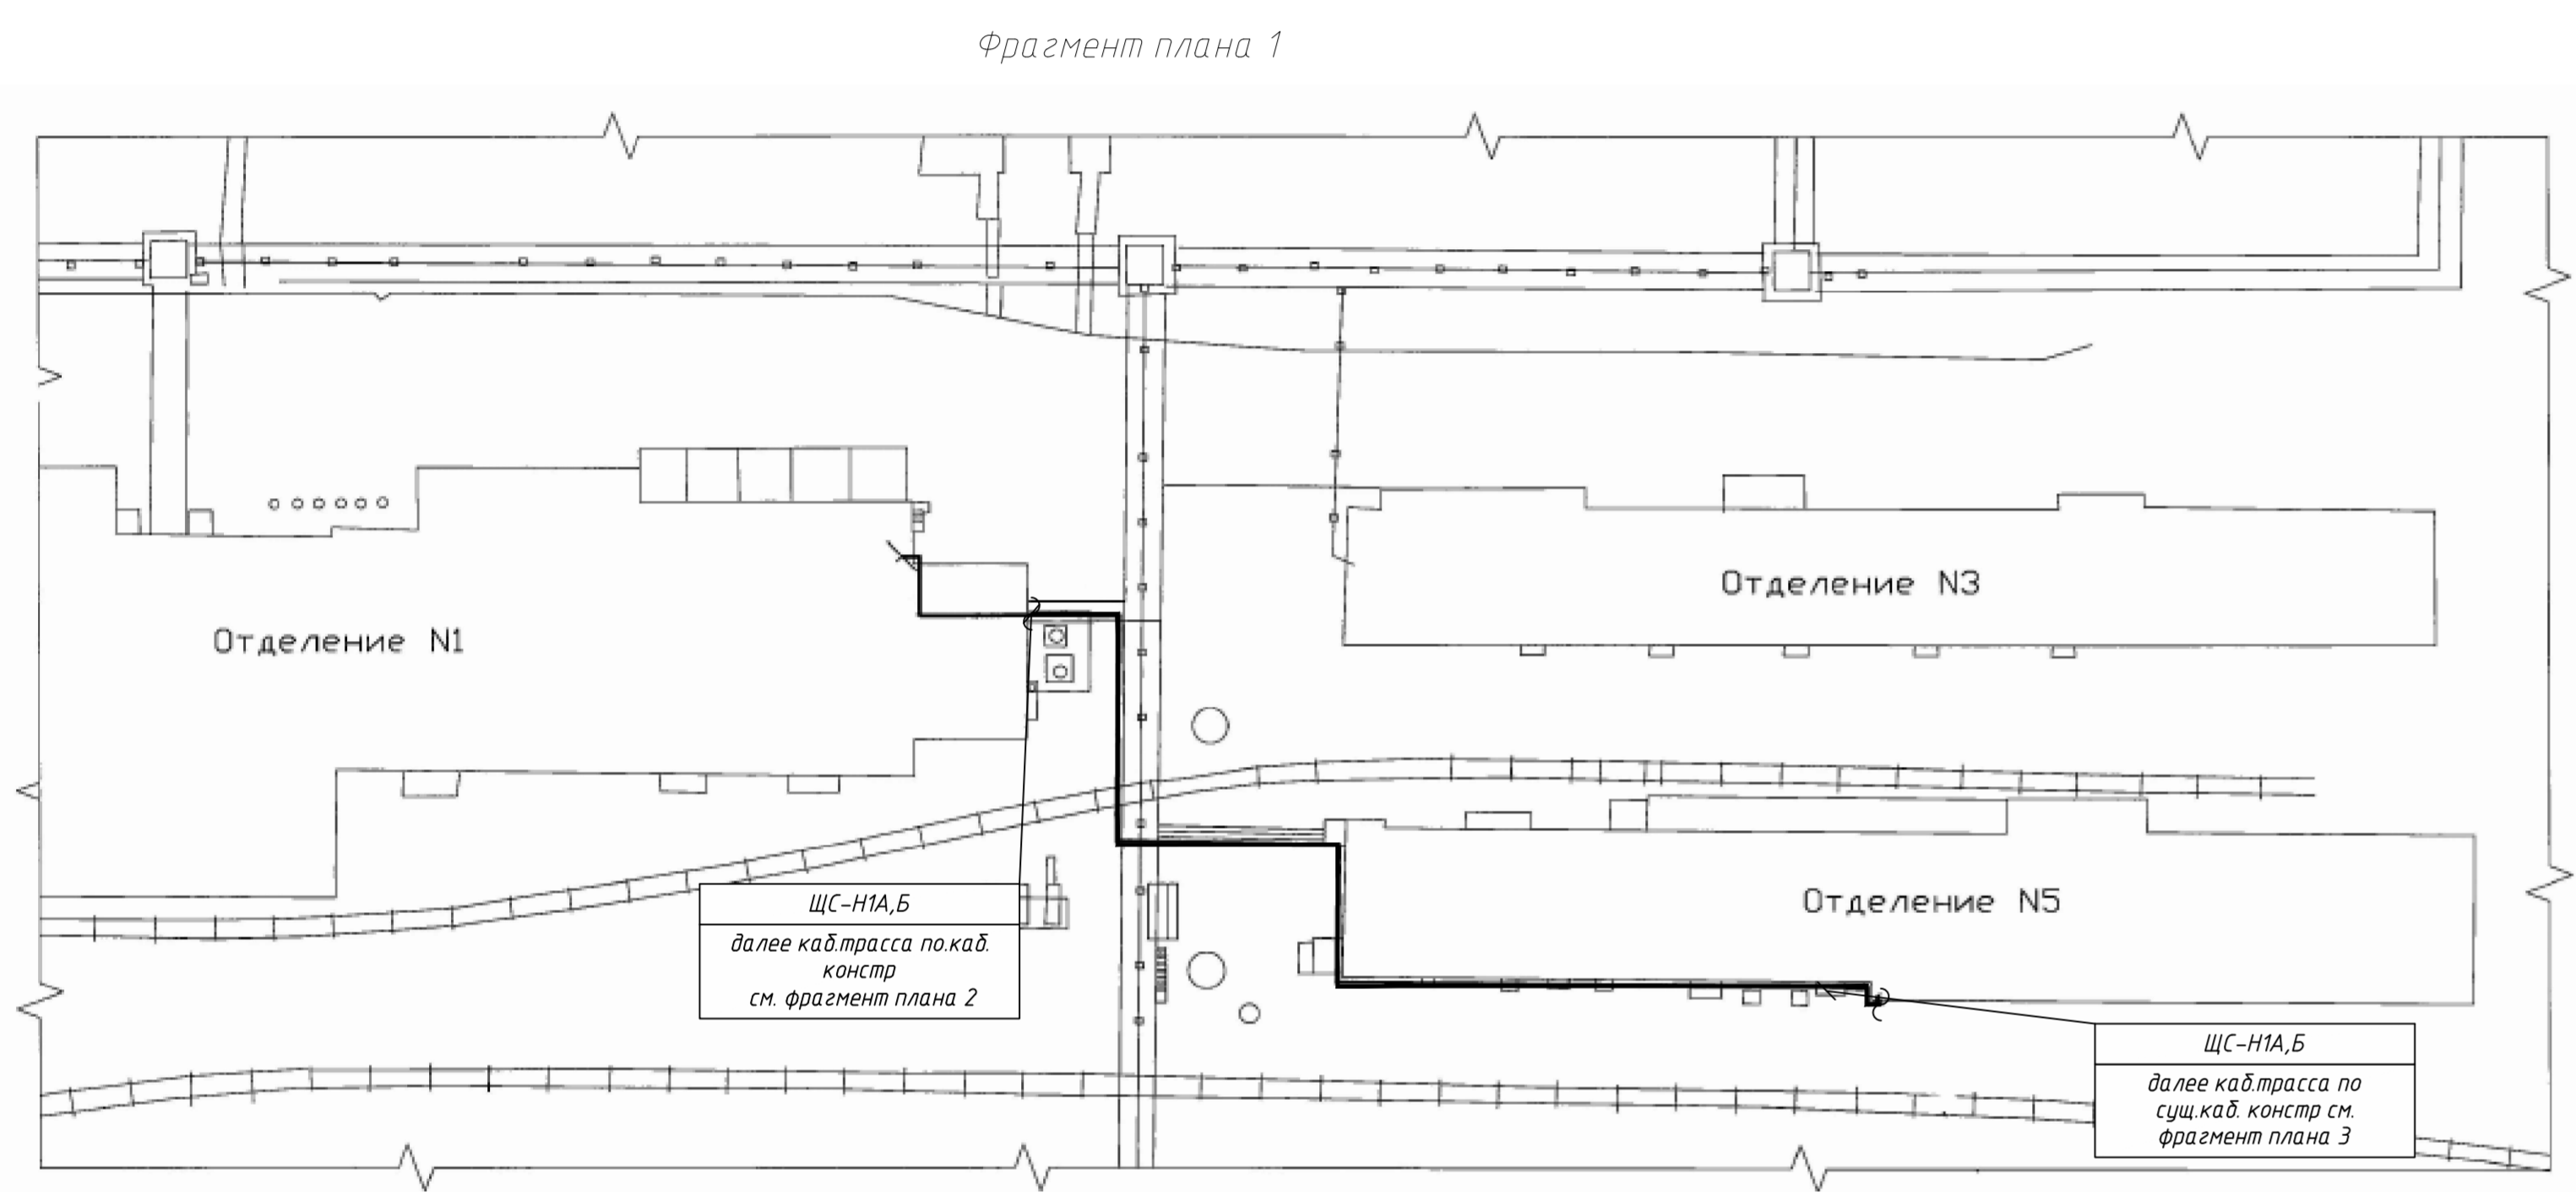 Фрагмент плана 1
Отделение N3
Отделение N1
Отделение N5
ЩС-Н1А,Б
далее каб.трасса по.каб.
констр
см. фрагмент плана 2
ЩС-Н1А,Б
далее каб.трасса по
сущ.каб. констр см.
фрагмент плана 3